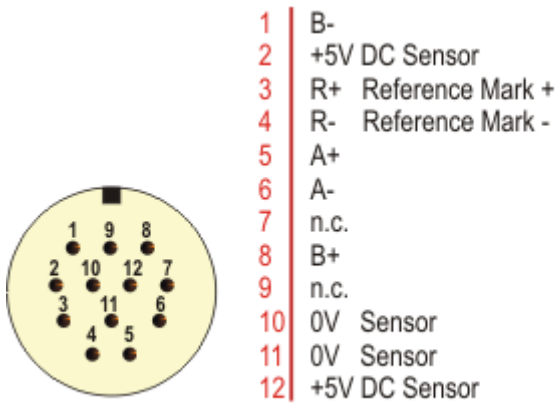 1 B-
2 +5V DC Sensor
3 R+ Reference Mark +
4 R- Reference Mark -
5 A+
6 A-
7 n.c.
8 B+
9 n.c.
10 0V Sensor
11 0V Sensor
12 +5V DC Sensor
1 9 8
2 10 12 7
3 11 6
4 5